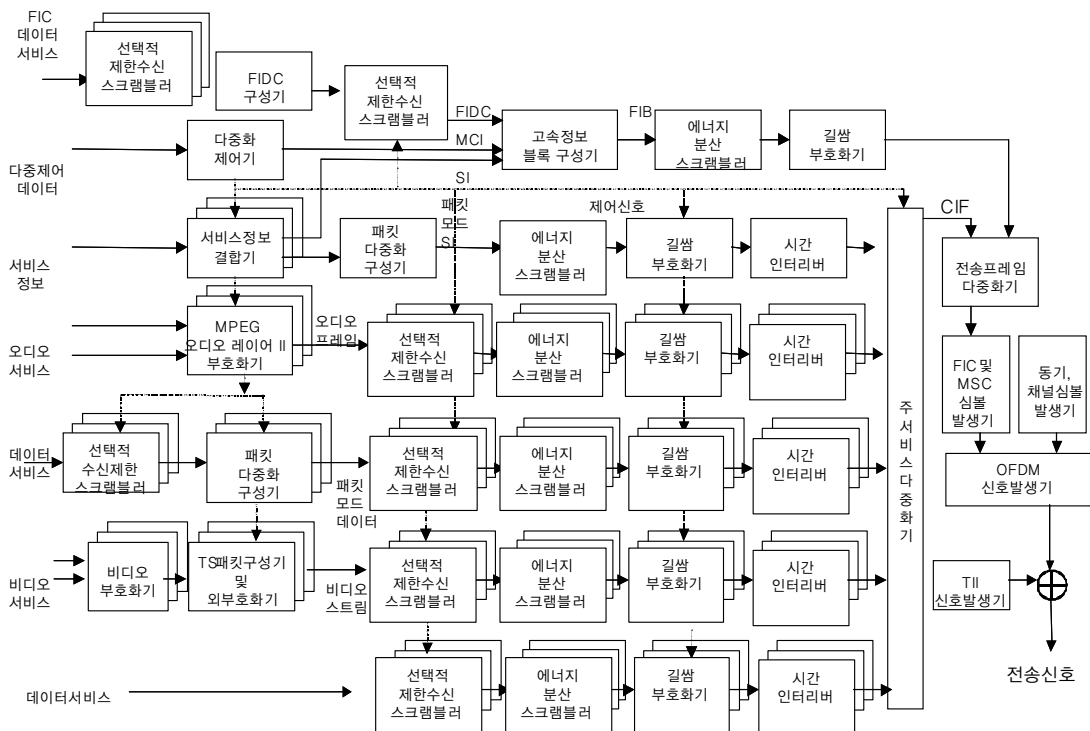 FIC
데이터
서비스
선택적
제한수신
스크램블러
FIDC
구성기
선택적
제한수신
스크램블러
FIDC
MCI
SI
고속정보
블록 구성기
FIB
에너지
분산
스크램블러
길쌈
부호화기
다중제어
데이터
다중화
제어기
서비스
정보
서비스정보
결합기
패킷
다중화
구성기
패킷
모드
SI
에너지
분산
스크램블러
제어신호
길쌈
부호화기
시간
인터리버
CIF
전송프레임
다중화기
오디오
서비스
MPEG
오디오 레이어 II
부호화기
오디오
프레임
선택적
제한수신
스크램블러
에너지
분산
스크램블러
길쌈
부호화기
시간
인터리버
FIC 및
MSC
심볼
발생기
동기,
채널심볼
발생기
데이터
서비스
선택적
수신제한
스크램블러
패킷
다중화
구성기
패킷
모드
데이터
선택적
제한수신
스크램블러
에너지
분산
스크램블러
길쌈
부호화기
시간
인터리버
주서비스다중화기
OFDM
신호발생기
비디오
서비스
비디오
부호화기
TS패킷구성기
및
외부호화기
비디오
스트림
선택적
제한수신
스크램블러
에너지
분산
스크램블러
길쌈
부호화기
시간
인터리버
TII
신호발생기
전송신호
데이터서비스
선택적
제한수신
스크램블러
에너지
분산
스크램블러
길쌈
부호화기
시간
인터리버